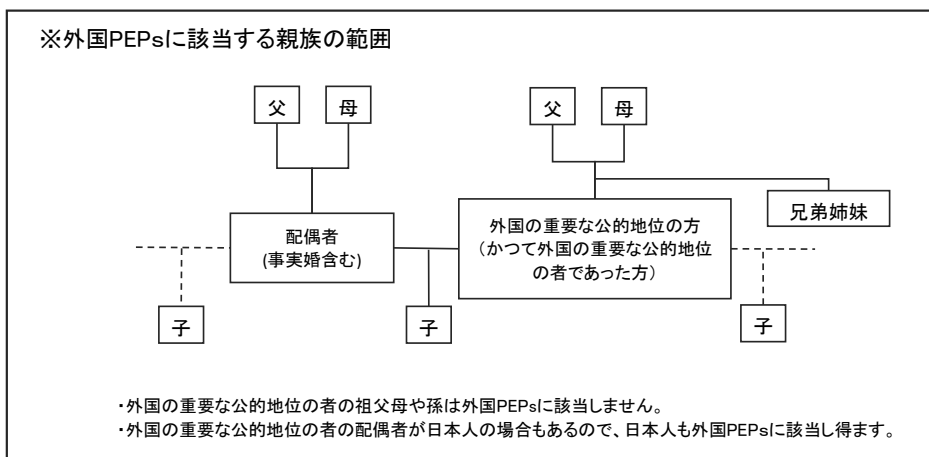 ※外国PEPsに該当する親族の範囲
父
母
父
母
兄弟姉妹
配偶者
(事実婚含む)
外国の重要な公的地位の方
（かつて外国の重要な公的地位
の者であった方）
子
子
子
・外国の重要な公的地位の者の祖父母や孫は外国PEPsに該当しません。
・外国の重要な公的地位の者の配偶者が日本人の場合もあるので、日本人も外国PEPsに該当し得ます。